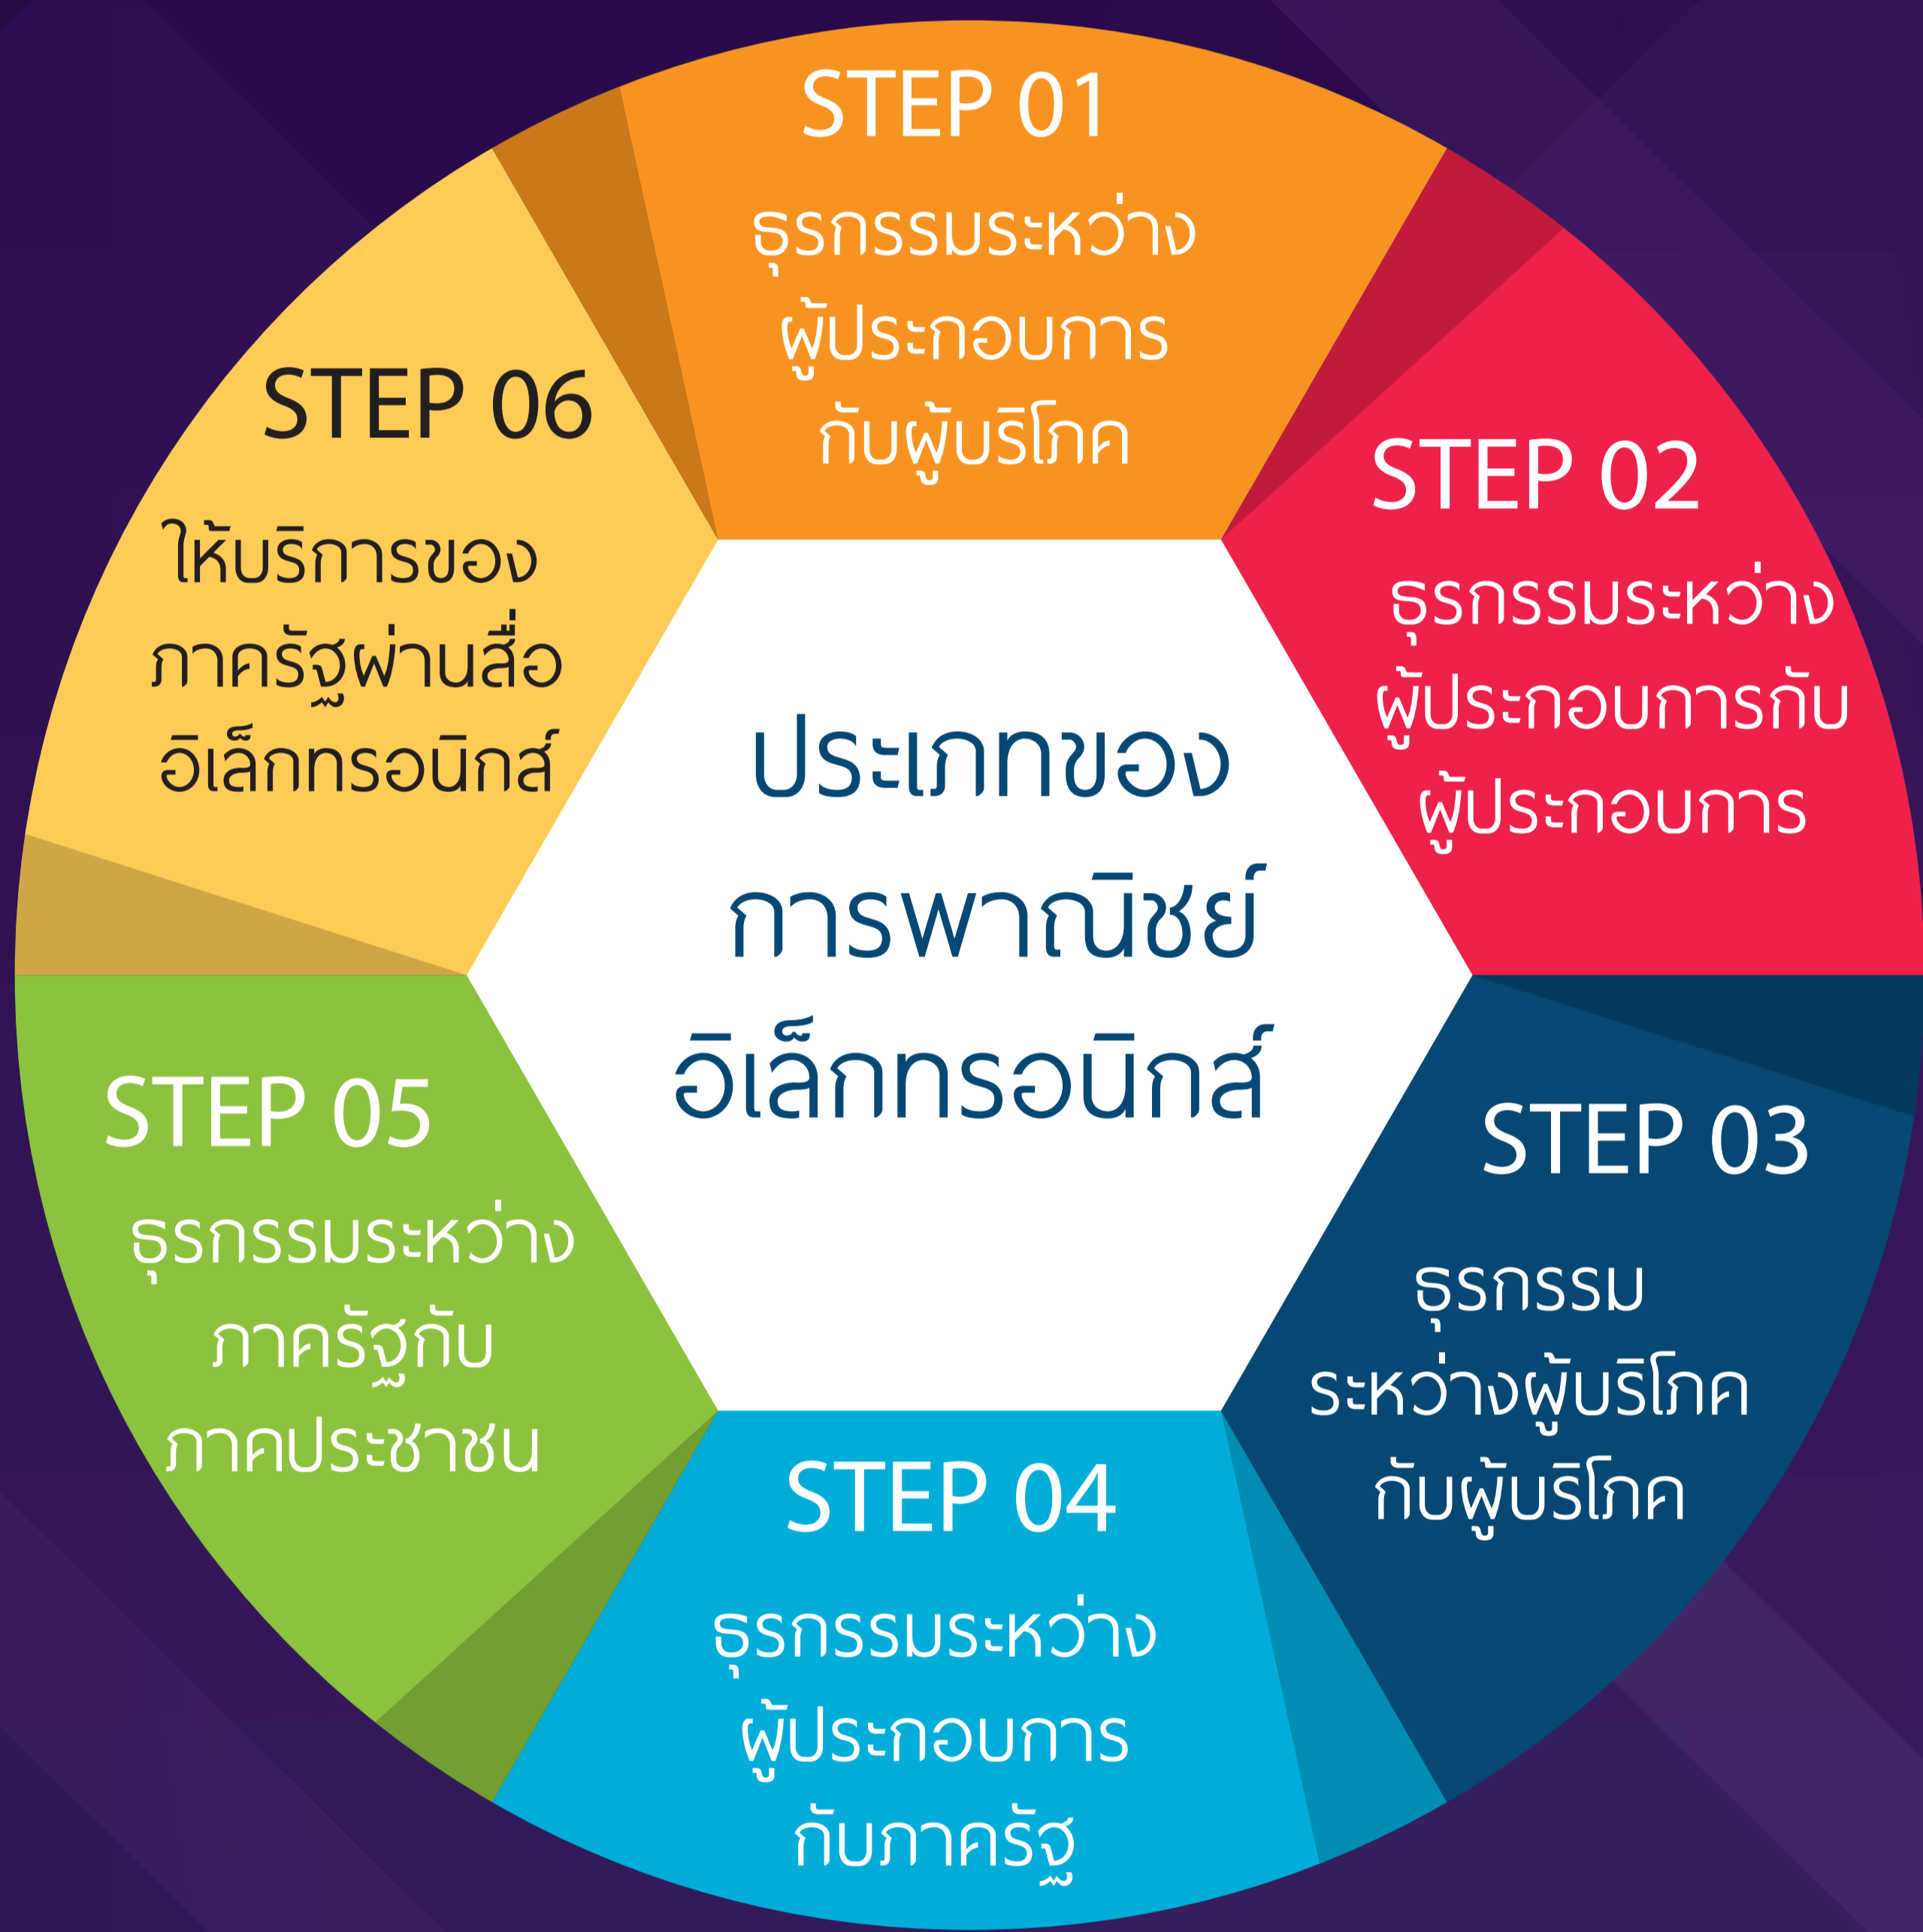 STEP 01
ธุรกรรมระหว่าง
ผู้ประกอบการ
กับผู้บริโภค
STEP 02
ธุรกรรมระหว่าง
ผู้ประกอบการกับ
ผู้ประกอบการ
STEP 03
ธุรกรรม
ระหว่างผู้บริโภค
กับผู้บริโภค
STEP 04
ธุรกรรมระหว่าง
ผู้ประกอบการ
กับภาครัฐ
STEP 05
ธุรกรรมระหว่าง
ภาครัฐกับ
ภาคประชาชน
STEP 06
ให้บริการของ
ภาครัฐผ่านสื่อ
อิเล็กทรอนิกส์
ประเภทของ
การพาณิชย์
อิเล็กทรอนิกส์